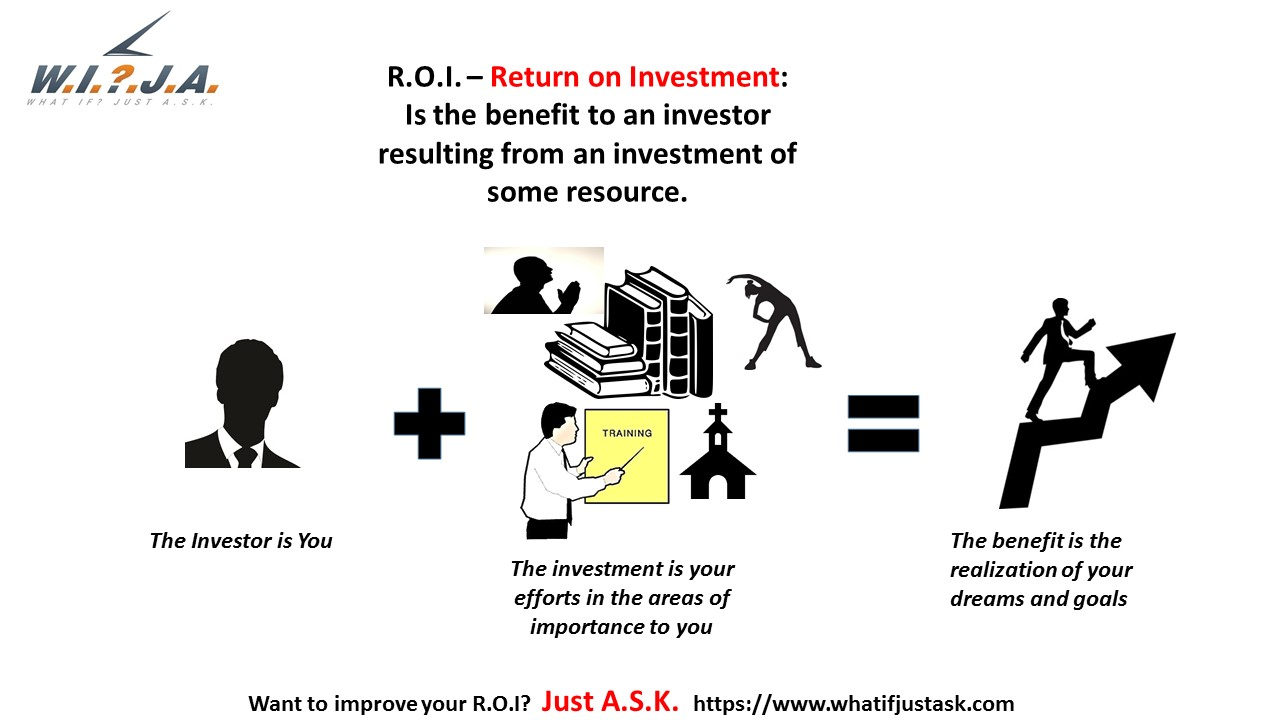 W.I.?.J.A.
WHAT IF? JUST A.S.K.
R.O.I. – Return on Investment:
Is the benefit to an investor
resulting from an investment of
some resource.
TRAINING
The Investor is You
The investment is your
efforts in the areas of
importance to you
The benefit is the
realization of your
dreams and goals
Want to improve your R.O.I? Just A.S.K. https://www.whatifjustask.com